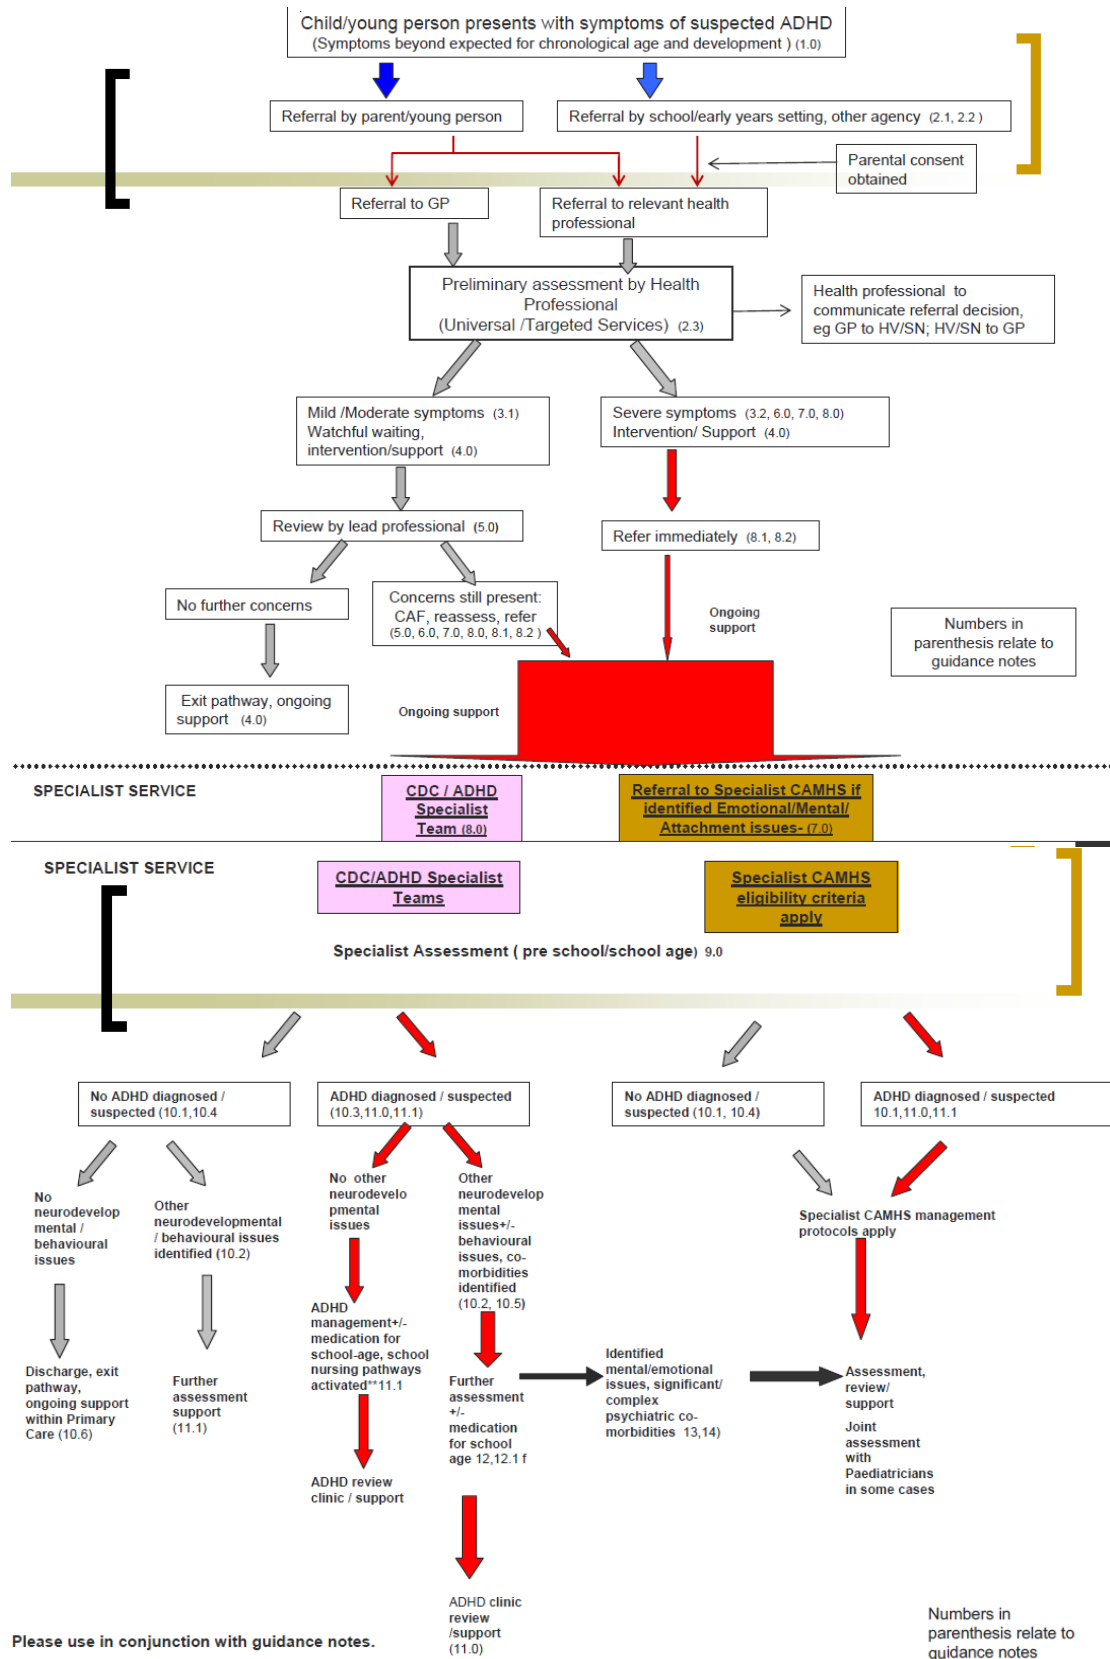 Child/young person presents with symptoms of suspected ADHD
(Symptoms beyond expected for chronological age and development ) (1.0)
Referral by parent/young person
Referral by school/early years setting, other agency (2.1, 2.2 )
Parental consent
obtained
Referral to GP
Referral to relevant health
professional
Preliminary assessment by Health
Professional
(Universal /Targeted Services) (2.3)
Health professional to
communicate referral decision,
eg GP to HV/SN; HV/SN to GP
Mild /Moderate symptoms (3.1)
Watchful waiting,
intervention/support (4.0)
Severe symptoms (3.2, 6.0, 7.0, 8.0)
Intervention/ Support (4.0)
Review by lead professional (5.0)
Refer immediately (8.1, 8.2)
No further concerns
Concerns still present:
CAF, reassess, refer
(5.0, 6.0, 7.0, 8.0, 8.1, 8.2 )
Ongoing
support
Numbers in
parenthesis relate to
guidance notes
Exit pathway, ongoing
support (4.0)
Ongoing support
SPECIALIST SERVICE
CDC / ADHD
Specialist
Team (8.0)
Referral to Specialist CAMHS if
identified Emotional/Mental/
Attachment issues- (7.0)
SPECIALIST SERVICE
CDC/ADHD Specialist
Teams
Specialist CAMHS
eligibility criteria
apply
Specialist Assessment ( pre school/school age) 9.0
No ADHD diagnosed /
suspected (10.1,10.4
ADHD diagnosed / suspected
(10.3,11.0,11.1)
No ADHD diagnosed /
suspected (10.1, 10.4)
ADHD diagnosed / suspected
10.1,11.0,11.1
No
neurodevelop
mental /
behavioural
issues
Other
neurodevelopmental
/ behavioural issues
identified (10.2)
No other
neurodevelo
pmental
issues
Other
neurodevelop
mental
issues+/-
behavioural
issues, co-
morbidities
identified
(10.2, 10.5)
Specialist CAMHS management
protocols apply
ADHD
management+/-
medication for
school-age, school
nursing pathways
activated**11.1
Discharge, exit
pathway,
ongoing support
within Primary
Care (10.6)
Further
assessment
support
(11.1)
Further
assessment
+/-
medication
for school
age 12,12.1 f
Identified
mental/emotional
issues, significant/
complex
psychiatric co-
morbidities 13,14)
Assessment,
review/
support
Joint
assessment
with
Paediatricians
in some cases
ADHD review
clinic / support
ADHD clinic
review
/support
(11.0)
Please use in conjunction with guidance notes.
Numbers in
parenthesis relate to
guidance notes